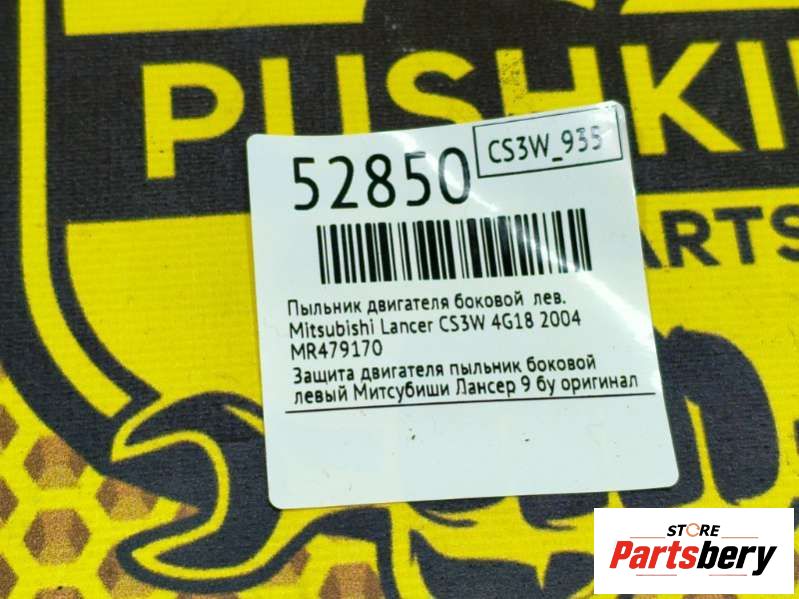 PUSHKI
ARTS
52850
CS3W_935
Пыльник двигателя боковой лев.
Mitsubishi Lancer CS3W 4G18 2004
MR479170
Защита двигателя пыльник боковой
левый Митсубиши Лансер 9 бу оригинал
STORE
Partsbery